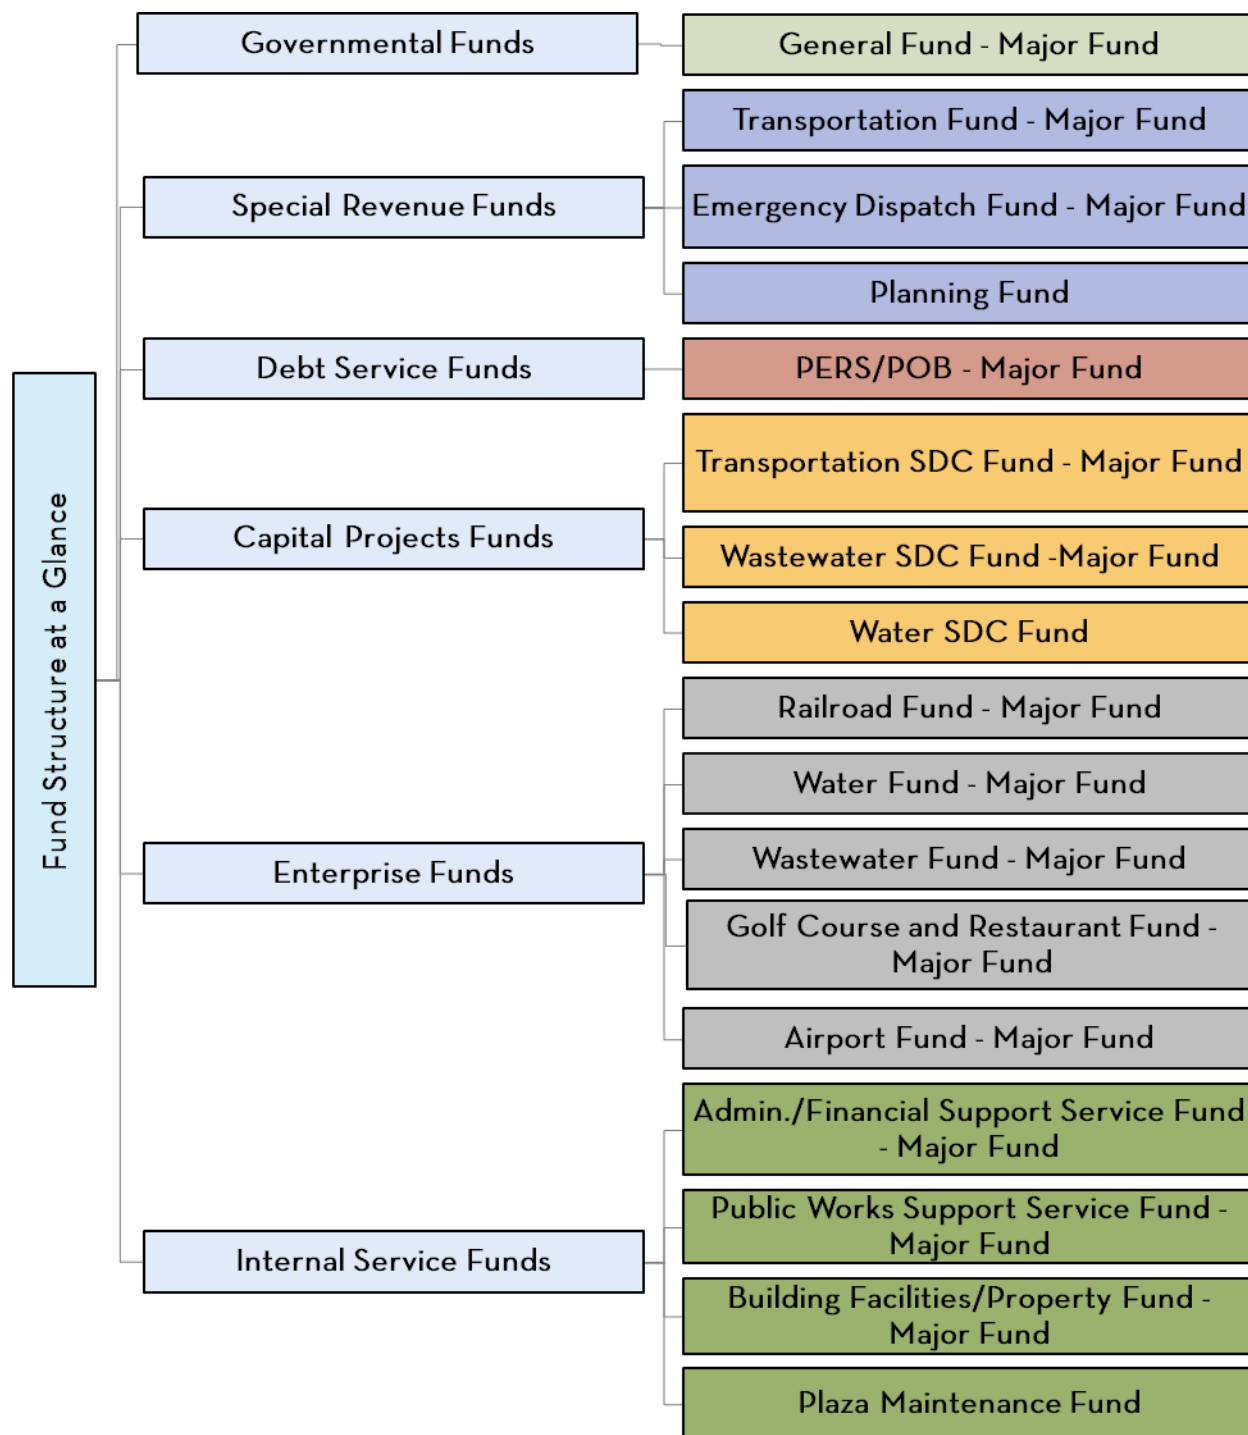 Fund Structure at a Glance
Governmental Funds
General Fund - Major Fund
Special Revenue Funds
Transportation Fund - Major Fund
Emergency Dispatch Fund - Major Fund
Planning Fund
Debt Service Funds
PERS/POB - Major Fund
Capital Projects Funds
Transportation SDC Fund - Major Fund
Wastewater SDC Fund -Major Fund
Water SDC Fund
Enterprise Funds
Railroad Fund - Major Fund
Water Fund - Major Fund
Wastewater Fund - Major Fund
Golf Course and Restaurant Fund -
Major Fund
Airport Fund - Major Fund
Internal Service Funds
Admin./Financial Support Service Fund
- Major Fund
Public Works Support Service Fund -
Major Fund
Building Facilities/Property Fund -
Major Fund
Plaza Maintenance Fund